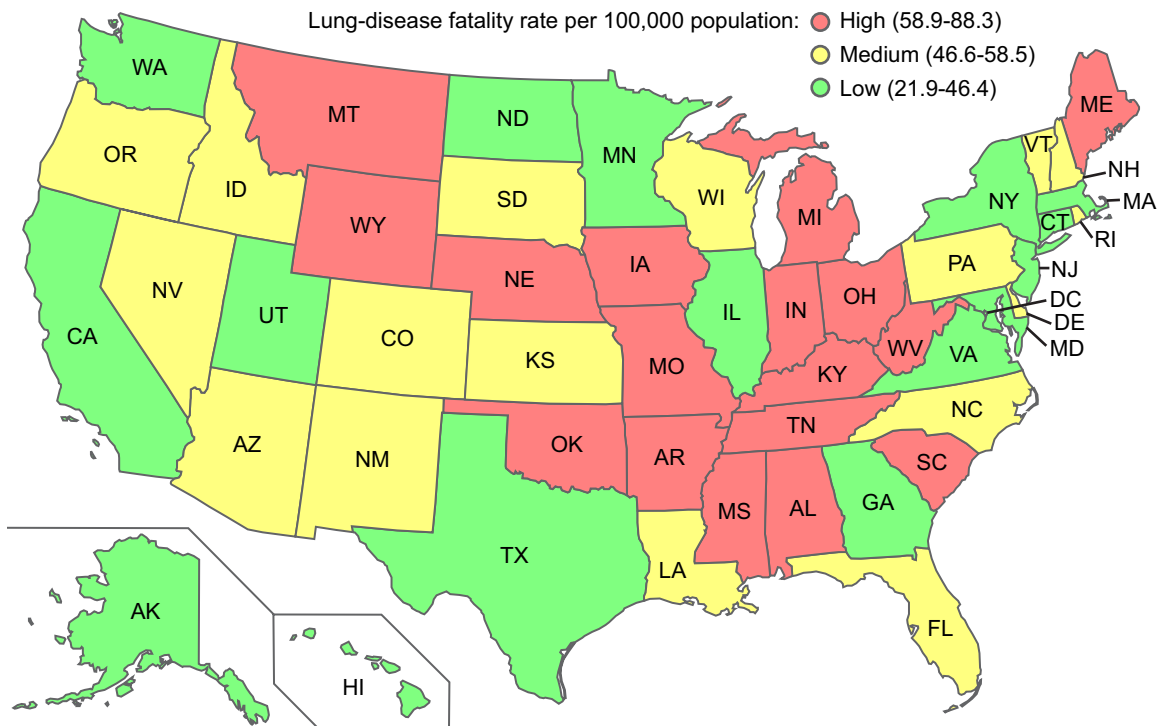 Lung-disease fatality rate per 100,000 population:
High (58.9-88.3)
Medium (46.6-58.5)
Low (21.9-46.4)
WA
MT
ND
MN
ME
OR
ID
SD
WI
VT
NH
WY
MI
NY
MA
CT
RI
NE
IA
PA
NJ
NV
UT
CO
IL
IN
OH
DC
DE
MD
CA
KS
MO
WV
VA
KY
AZ
NM
OK
AR
TN
NC
SC
MS
AL
GA
TX
LA
FL
AK
HI